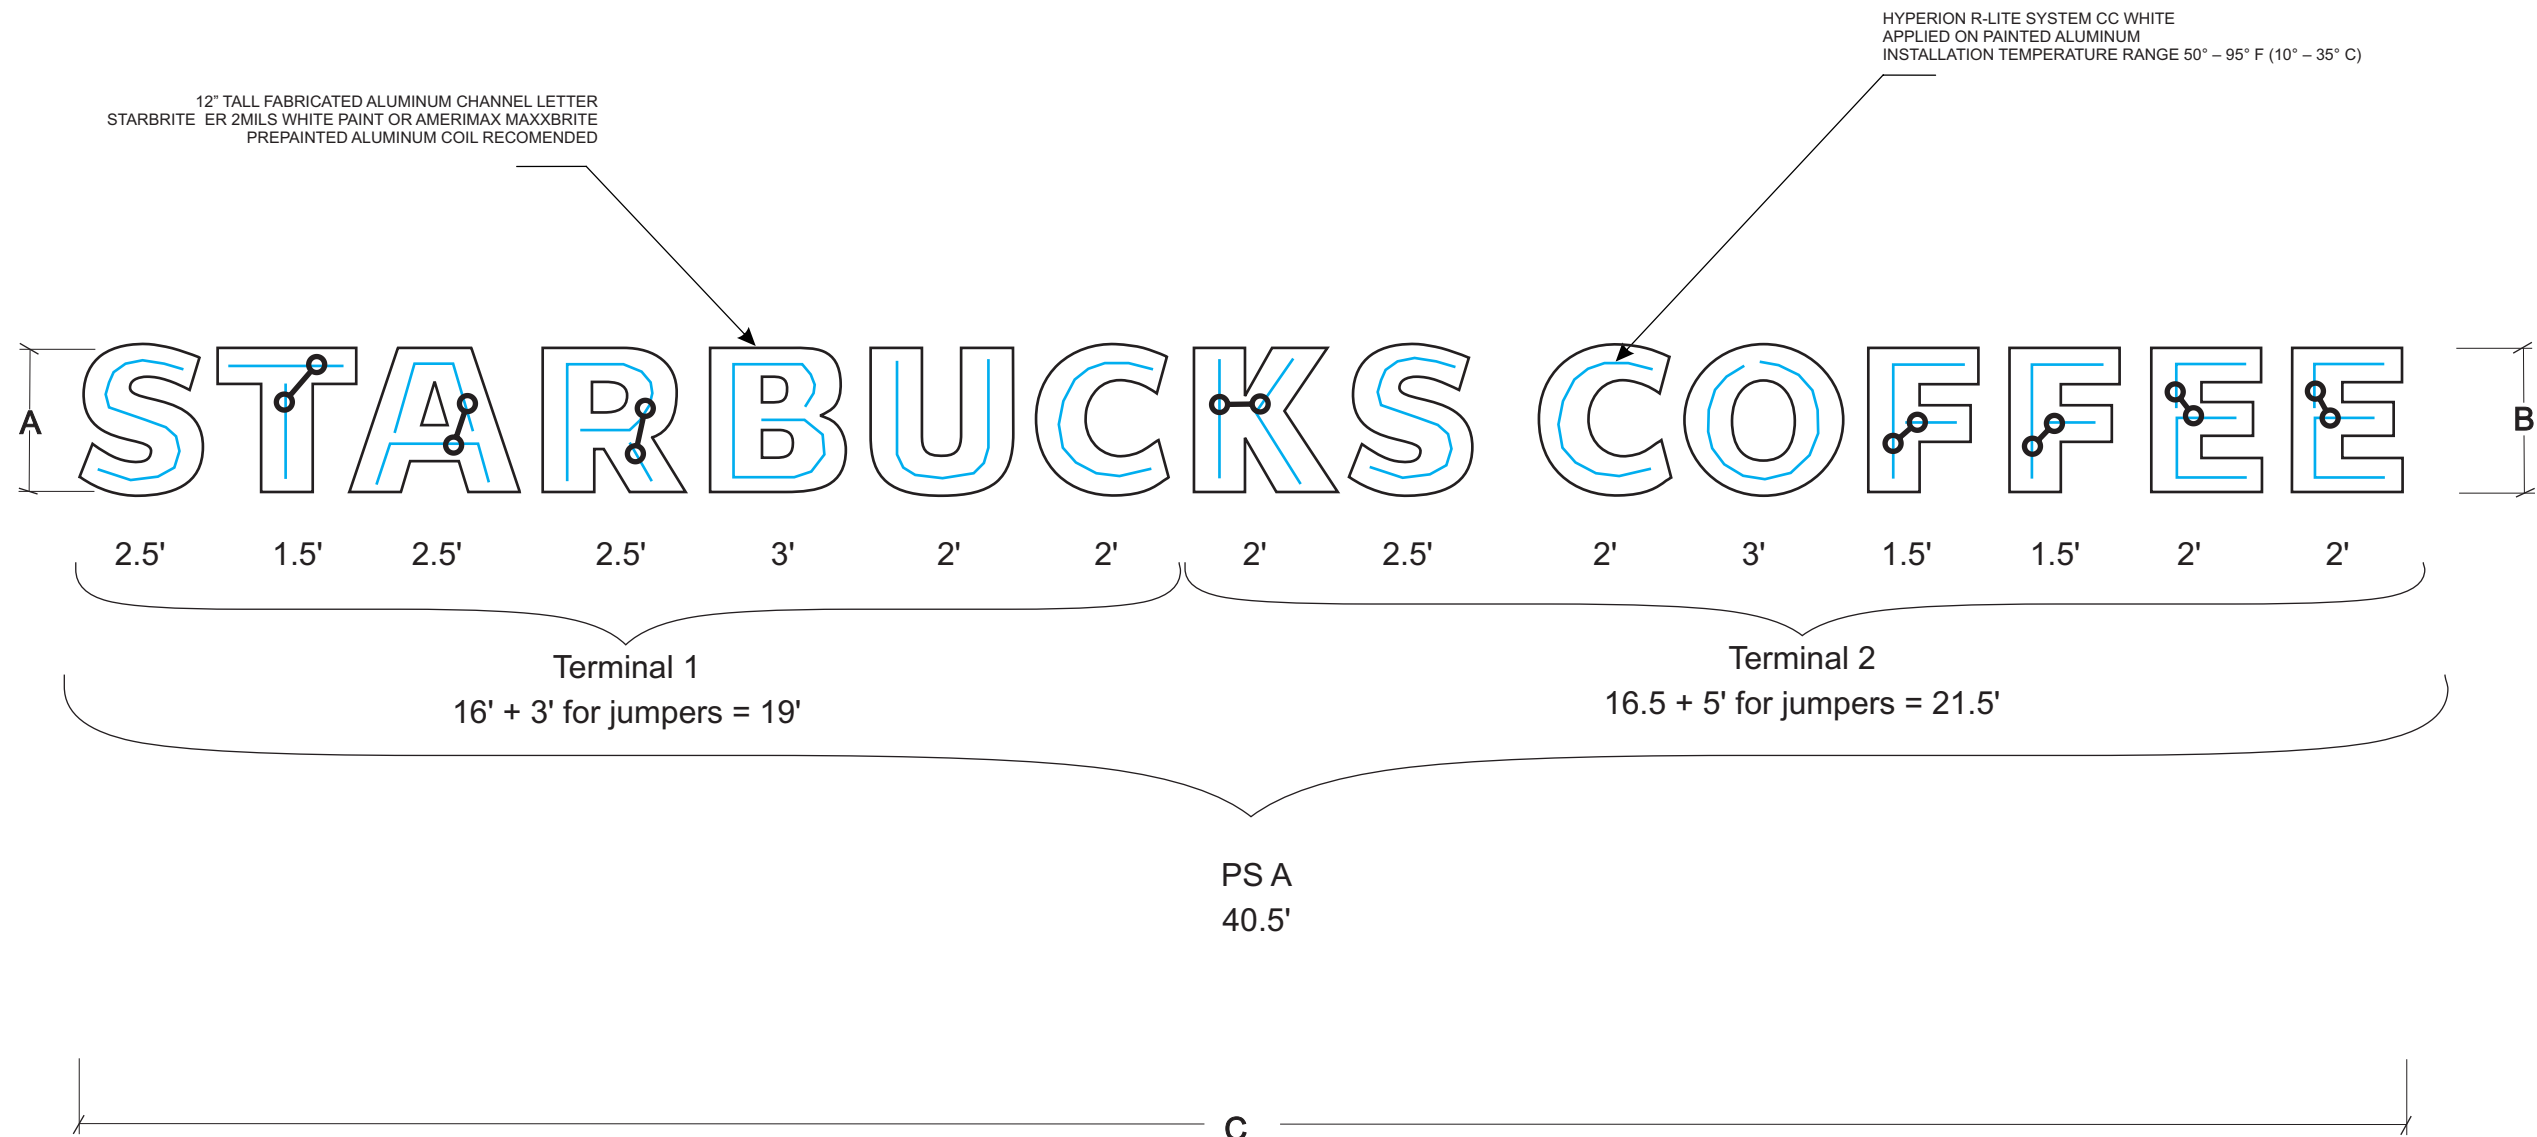 HYPERION R-LITE SYSTEM CC WHITE
APPLIED ON PAINTED ALUMINUM
INSTALLATION TEMPERATURE RANGE 50° – 95° F (10° – 35° C)
12” TALL FABRICATED ALUMINUM CHANNEL LETTER
STARBRITE  ER 2MILS WHITE PAINT OR AMERIMAX MAXXBRITE
PREPAINTED ALUMINUM COIL RECOMENDED
A
STARBUCKS COFFEE
B
2.5' 1.5' 2.5' 2.5' 3' 2' 2' 2' 2.5' 2' 3' 1.5' 1.5' 2' 2'
Terminal 1
16' + 3' for jumpers = 19'
Terminal 2
16.5 + 5' for jumpers = 21.5'
PS A
40.5'
C